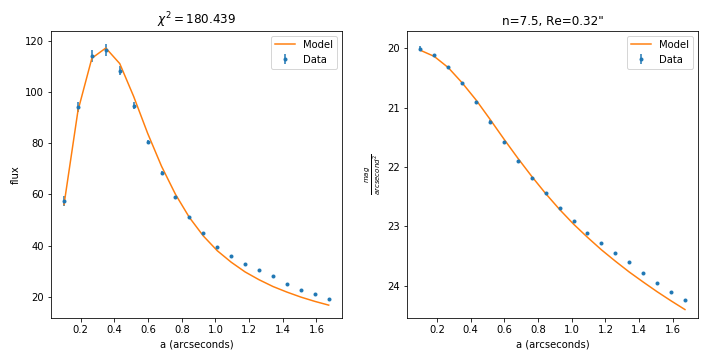 χ² = 180.439
120
100
80
60
40
20
flux
0.2 0.4 0.6 0.8 1.0 1.2 1.4 1.6
a (arcseconds)
Model
Data
n=7.5, Re=0.32"
20
21
22
23
24
mag
arcsecond²
0.2 0.4 0.6 0.8 1.0 1.2 1.4 1.6
a (arcseconds)
Model
Data